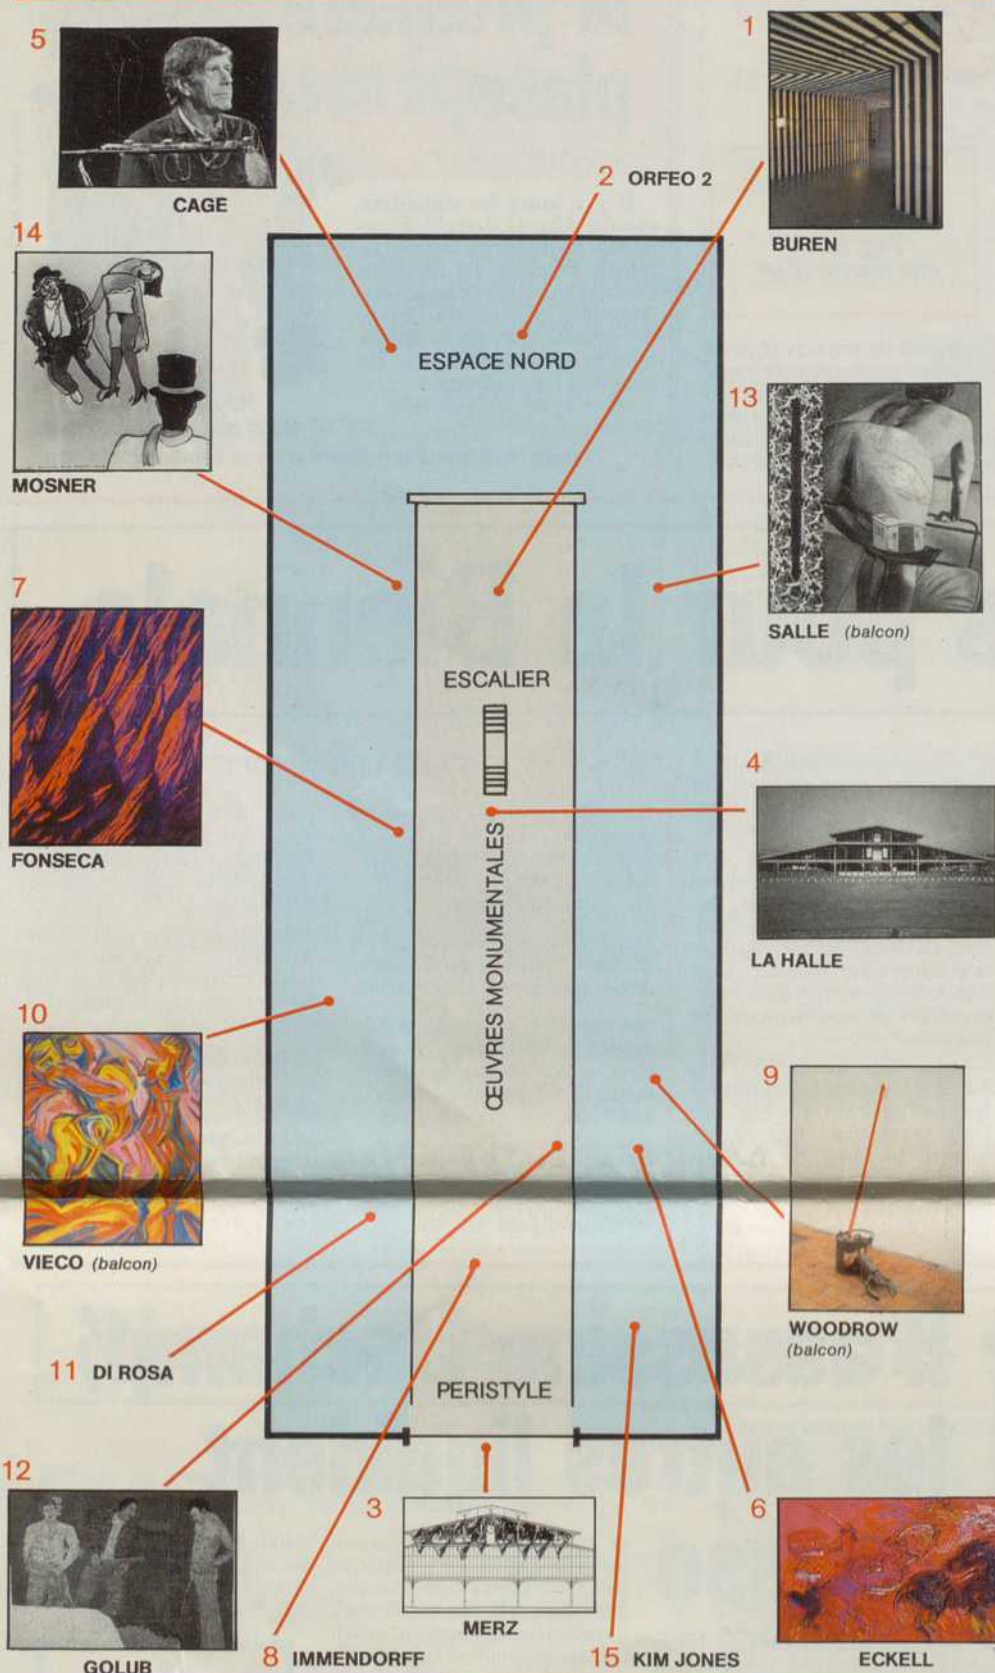 5
CAGE
1
BUREN
2 ORFEO 2
14
MOSNER
ESPACE NORD
13
SALLE (balcon)
7
FONSECA
ESCALIER
4
LA HALLE
ŒUVRES MONUMENTALES
10
VIECO (balcon)
9
WOODROW
(balcon)
11 DI ROSA
PERISTYLE
12
GOLUB
3
MERZ
6
ECKELL
8 IMMENDORFF
15 KIM JONES